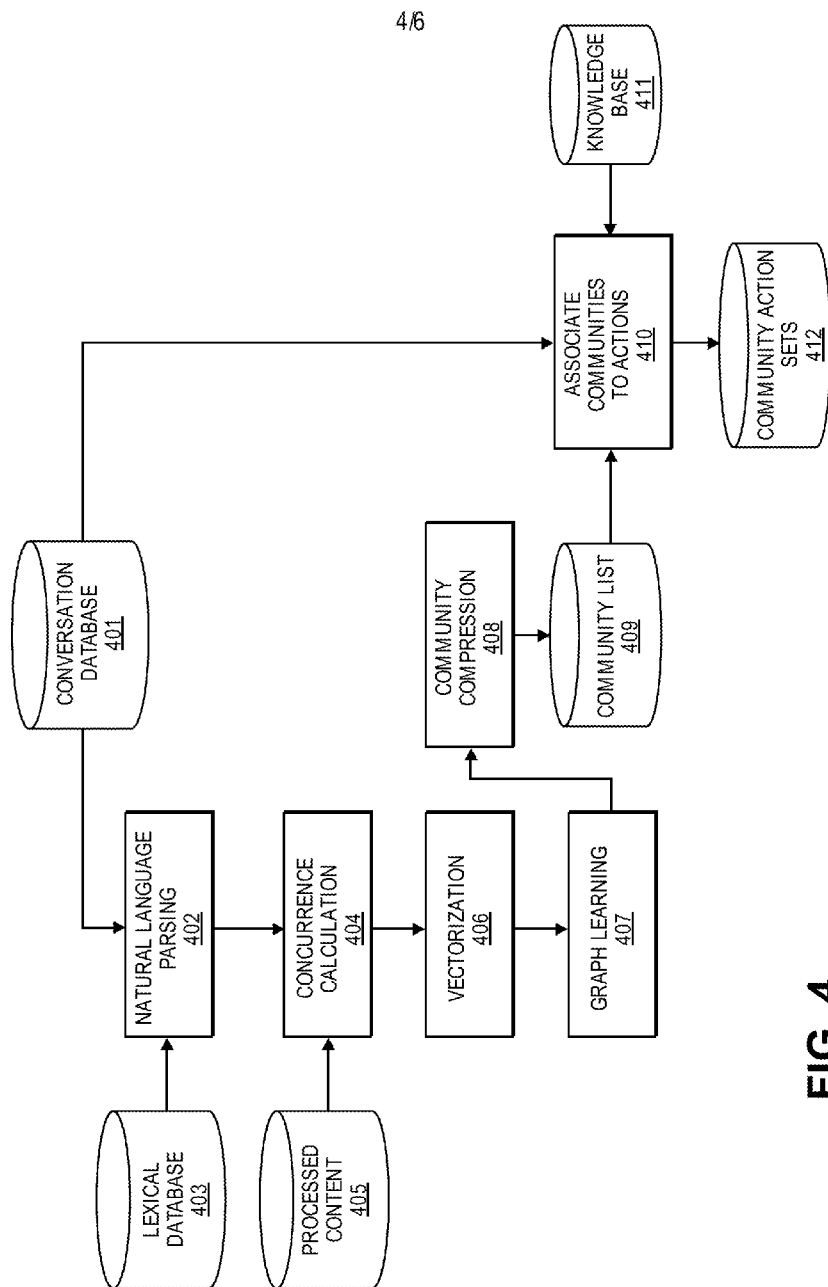 4/6
CONVERSATION
DATABASE
401
LEXICAL
DATABASE
403
NATURAL LANGUAGE
PARSING
402
PROCESSED
CONTENT
405
CONCURRENCE
CALCULATION
404
VECTORIZATION
406
GRAPH LEARNING
407
COMMUNITY
COMPRESSION
408
COMMUNITY LIST
409
ASSOCIATE
COMMUNITIES
TO ACTIONS
410
KNOWLEDGE
BASE
411
COMMUNITY ACTION
SETS
412
FIG. 4